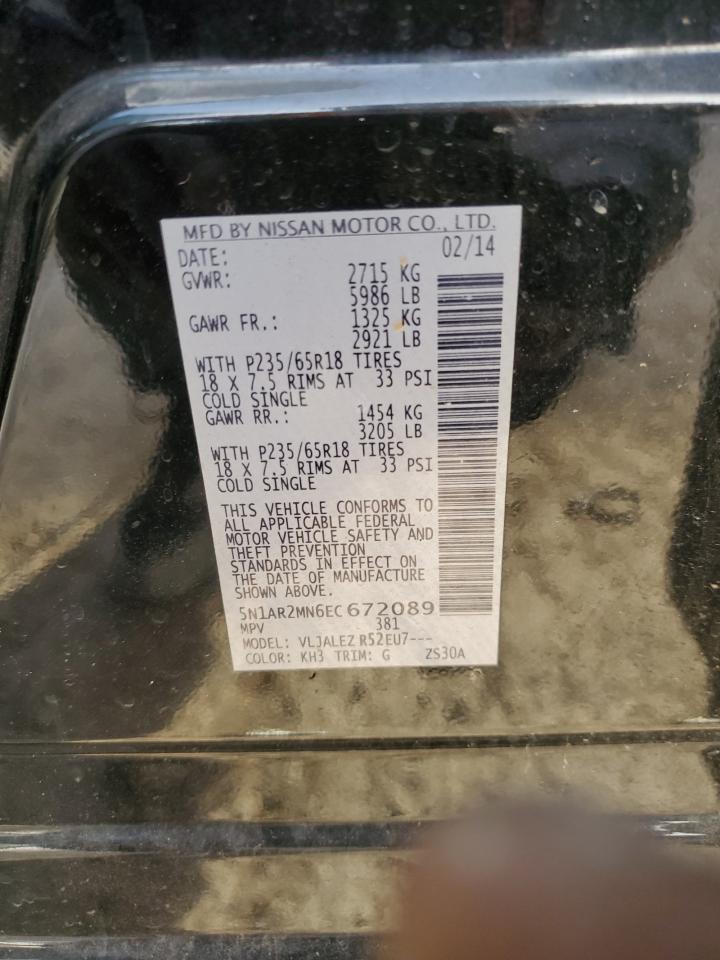 MFD BY NISSAN MOTOR CO., LTD.
DATE: 02/14
GVWR: 2715 KG
5986 LB
GAWR FR.: 1325 KG
2921 LB
WITH P235/65R18 TIRES
18 X 7.5 RIMS AT 33 PSI
COLD SINGLE
GAWR RR.: 1454 KG
3205 LB
WITH P235/65R18 TIRES
18 X 7.5 RIMS AT 33 PSI
COLD SINGLE
THIS VEHICLE CONFORMS TO
ALL APPLICABLE FEDERAL
MOTOR VEHICLE SAFETY AND
THEFT PREVENTION
STANDARDS IN EFFECT ON
THE DATE OF MANUFACTURE
SHOWN ABOVE.
5N1AR2MN6EC 672089
MPV 381
MODEL: VLJALEZ R52EU7---
COLOR: KH3 TRIM: G ZS30A